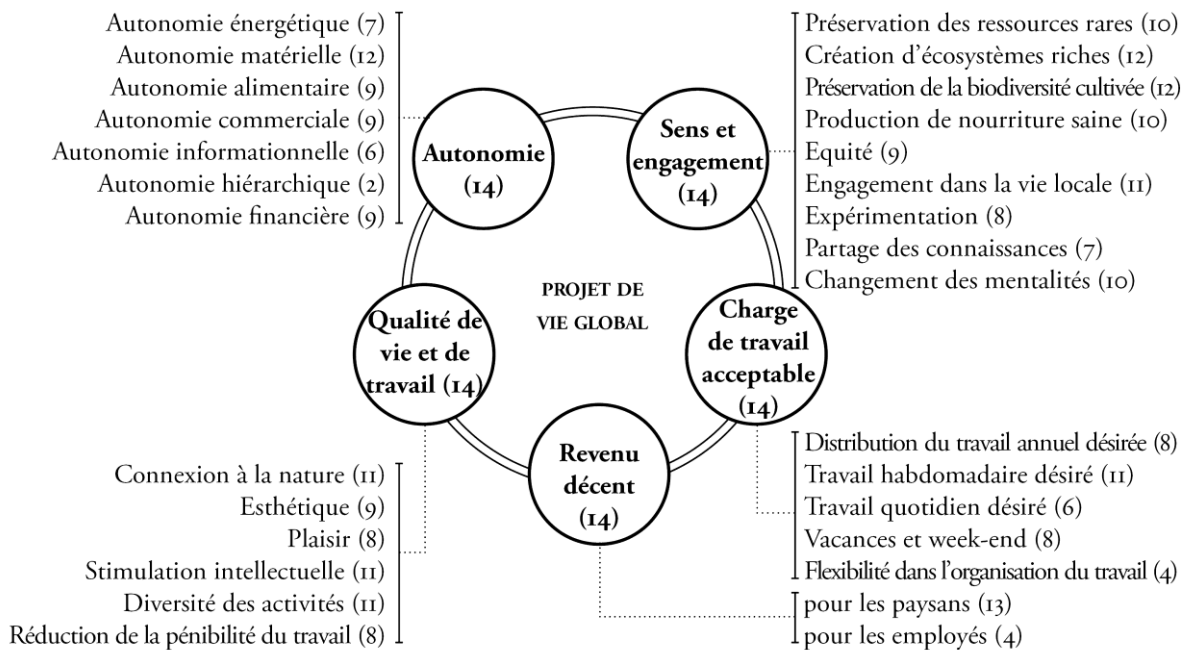 Autonomie énergétique (7)
Autonomie matérielle (12)
Autonomie alimentaire (9)
Autonomie commerciale (9)
Autonomie informationnelle (6)
Autonomie hiérarchique (2)
Autonomie financière (9)
Autonomie
(14)
Sens et
engagement
(14)
Préservation des ressources rares (10)
Création d'écosystèmes riches (12)
Préservation de la biodiversité cultivée (12)
Production de nourriture saine (10)
Equité (9)
Engagement dans la vie locale (11)
Expérimentation (8)
Partage des connaissances (7)
Changement des mentalités (10)
PROJET DE
VIE GLOBAL
Qualité de
vie et de
travail (14)
Charge
de travail
acceptable
(14)
Revenu
décent
(14)
Connexion à la nature (11)
Esthétique (9)
Plaisir (8)
Stimulation intellectuelle (11)
Diversité des activités (11)
Réduction de la pénibilité du travail (8)
Distribution du travail annuel désirée (8)
Travail habdomadaire désiré (11)
Travail quotidien désiré (6)
Vacances et week-end (8)
Flexibilité dans l'organisation du travail (4)
pour les paysans (13)
pour les employés (4)